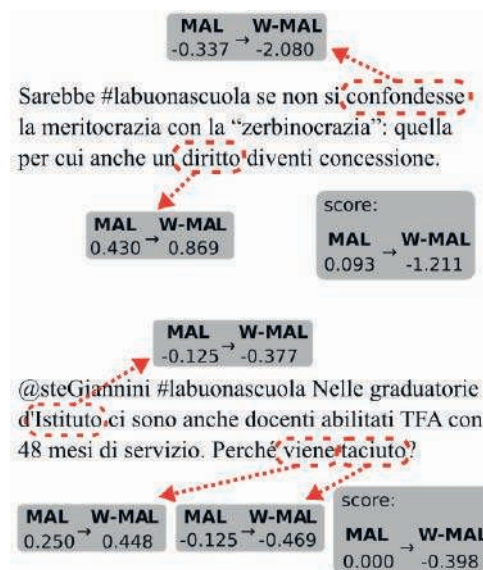 MAL W-MAL
-0.337 → -2.080
Sarebbe #labuonascuola se non si confondesse
la meritocrazia con la “zerbinocrazia”: quella
per cui anche un diritto diventi concessione.
MAL W-MAL
0.430 → 0.869
score:
MAL → W-MAL
0.093 -1.211
MAL W-MAL
-0.125 → -0.377
@steGiannini #labuonascuola Nelle graduatorie
d'Istituto ci sono anche docenti abilitati TFA con
48 mesi di servizio. Perché viene taciuto?
MAL W-MAL
0.250 → 0.448
MAL W-MAL
-0.125 → -0.469
score:
MAL → W-MAL
0.000 -0.398